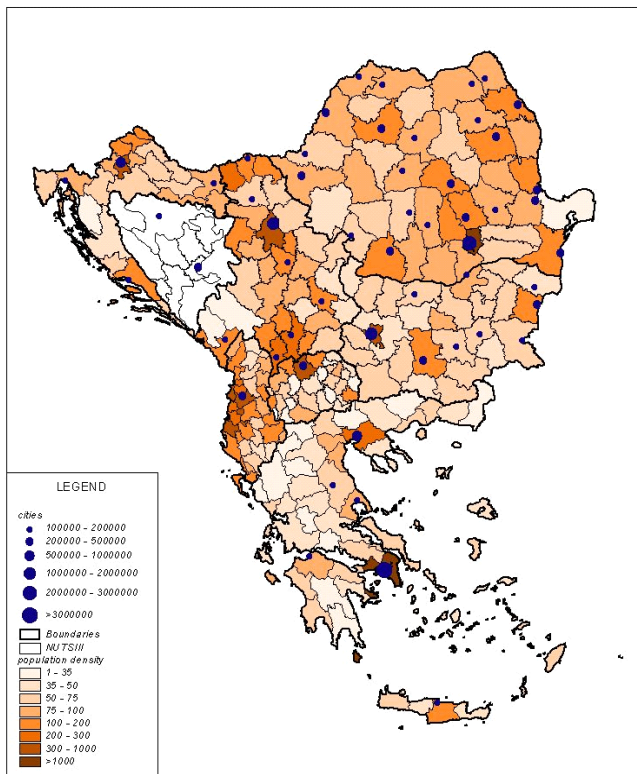 LEGEND
cities
100000 - 200000
200000 - 500000
500000 - 1000000
1000000 - 2000000
2000000 - 3000000
>3000000
Boundaries
NUTSIII
population density
1 - 35
35 - 50
50 - 75
75 - 100
100 - 200
200 - 300
300 - 1000
>1000